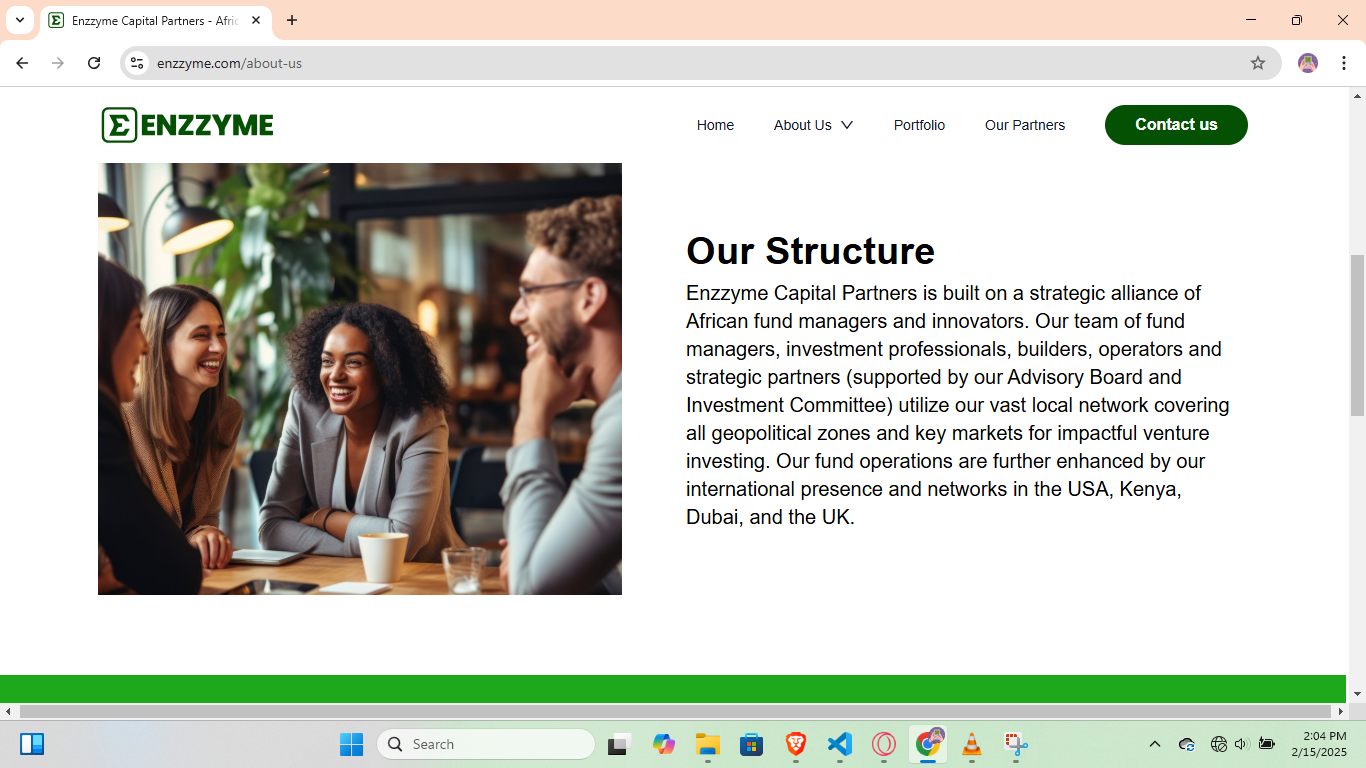 Enzzyme Capital Partners - Afric
enzzyme.com/about-us
ENZZYME
Home
About Us
Portfolio
Our Partners
Contact us
Our Structure
Enzzyme Capital Partners is built on a strategic alliance of
African fund managers and innovators. Our team of fund
managers, investment professionals, builders, operators and
strategic partners (supported by our Advisory Board and
Investment Committee) utilize our vast local network covering
all geopolitical zones and key markets for impactful venture
investing. Our fund operations are further enhanced by our
international presence and networks in the USA, Kenya,
Dubai, and the UK.
Search
2:04 PM
2/15/2025